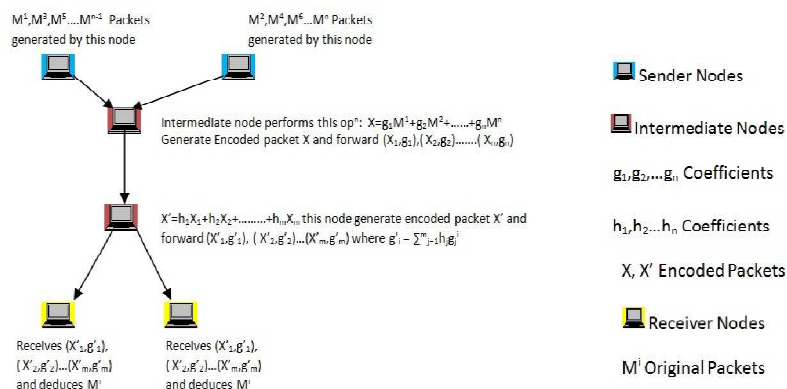 M¹,M³,M⁵....Mⁿ⁻¹ Packets
generated by this node
M²,M⁴,M⁶...Mⁿ Packets
generated by this node
Intermediate node performs this opⁿ: X=g₁M¹+g₂M²+......+gₙMⁿ
Generate Encoded packet X and forward (X₁,g₁),(X₂,g₂).......(Xₙ,gₙ)
X'=h₁X₁+h₂X₂+.........+hₘXₘ this node generate encoded packet X' and
forward (X'₁,g'₁), (X'₂,g'₂)...(X'ₘ,g'ₘ) where g'ᵢ = ∑ᵐⱼ₌₁hⱼgⱼⁱ
Receives (X'₁,g'₁),
(X'₂,g'₂)...(X'ₘ,g'ₘ)
and deduces Mⁱ
Receives (X'₁,g'₁),
(X'₂,g'₂)...(X'ₘ,g'ₘ)
and deduces Mⁱ
Sender Nodes
Intermediate Nodes
g₁,g₂,...gₙ Coefficients
h₁,h₂...hₙ Coefficients
X, X' Encoded Packets
Receiver Nodes
Mⁱ Original Packets